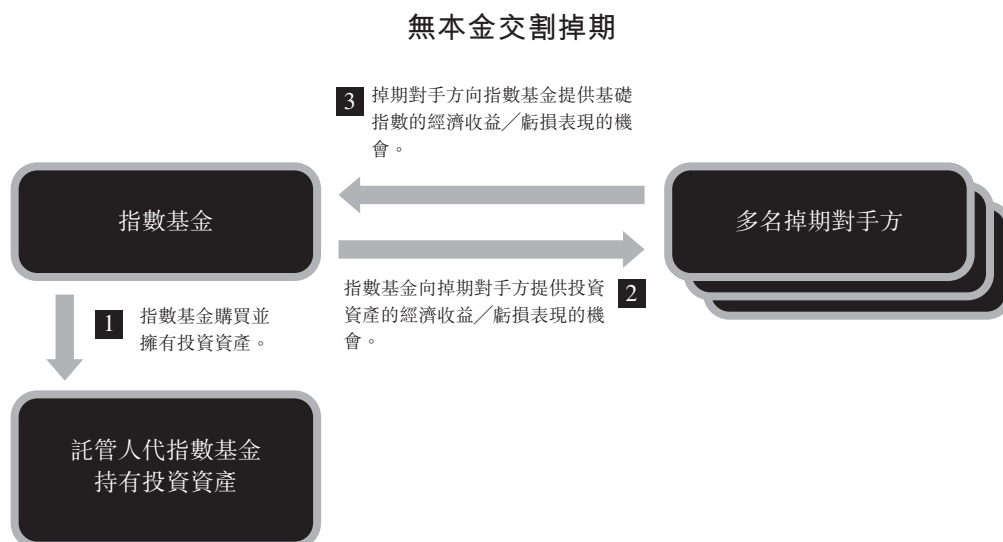 無本金交割掉期
3
掉期對手方向指數基金提供基礎
指數的經濟收益／虧損表現的機
會。
指數基金
多名掉期對手方
指數基金向掉期對手方提供投資
資產的經濟收益／虧損表現的機
會。
2
1
指數基金購買並
擁有投資資產。
託管人代指數基金
持有投資資產